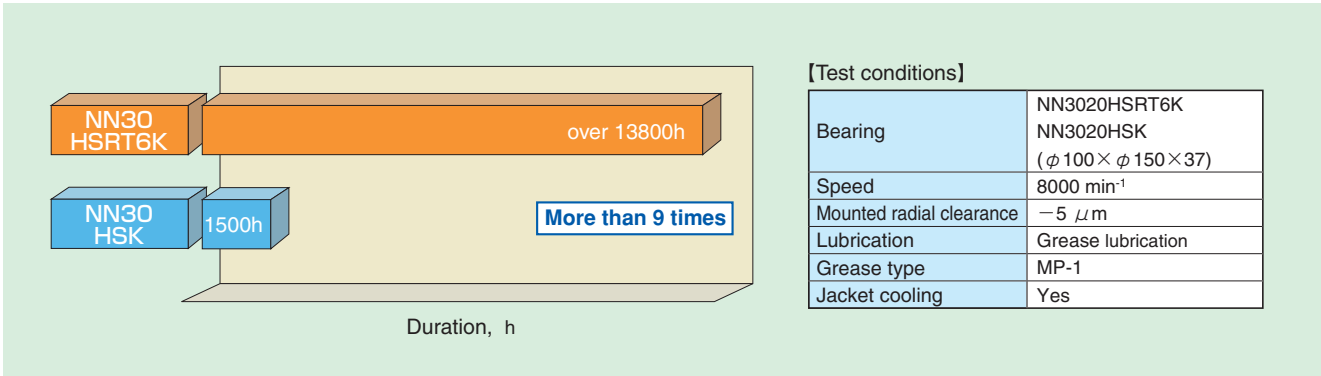 NN30
HSRT6K
over 13800h
NN30
HSK
1500h
More than 9 times
Duration, h
【Test conditions】
Bearing
NN3020HSRT6K
NN3020HSK
(φ100×φ150×37)
Speed 8000 min⁻¹
Mounted radial clearance －5 μm
Lubrication Grease lubrication
Grease type MP-1
Jacket cooling Yes